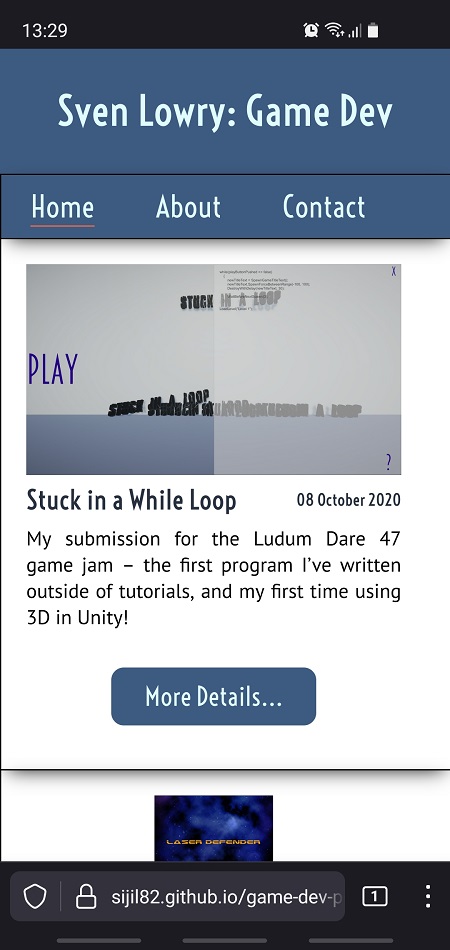 13:29
Sven Lowry: Game Dev
Home About Contact
X
STUCK IN A LOOP
PLAY
STUCK IN A LOOP
?
Stuck in a While Loop 08 October 2020
My submission for the Ludum Dare 47
game jam – the first program I've written
outside of tutorials, and my first time using
3D in Unity!
More Details...
LASER DEFENDER
sijil82.github.io/game-dev-p
1